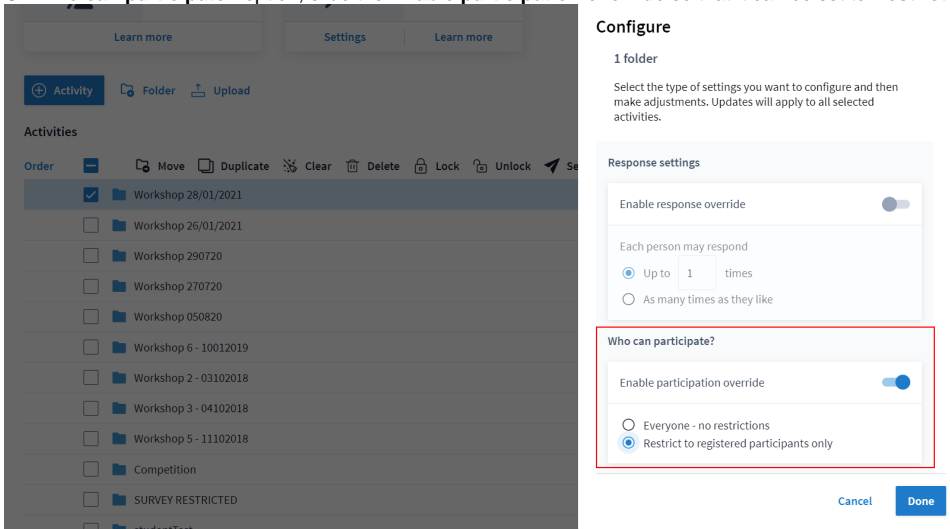 Learn more
Settings
Learn more
Activity
Folder
Upload
Activities
Order
Move
Duplicate
Clear
Delete
Lock
Unlock
Se
Workshop 28/01/2021
Workshop 26/01/2021
Workshop 290720
Workshop 270720
Workshop 050820
Workshop 6 - 10012019
Workshop 2 - 03102018
Workshop 3 - 04102018
Workshop 5 - 11102018
Competition
SURVEY RESTRICTED
Configure
1 folder
Select the type of settings you want to configure and then
make adjustments. Updates will apply to all selected
activities.
Response settings
Enable response override
Each person may respond
Up to 1 times
As many times as they like
Who can participate?
Enable participation override
Everyone - no restrictions
Restrict to registered participants only
Cancel
Done